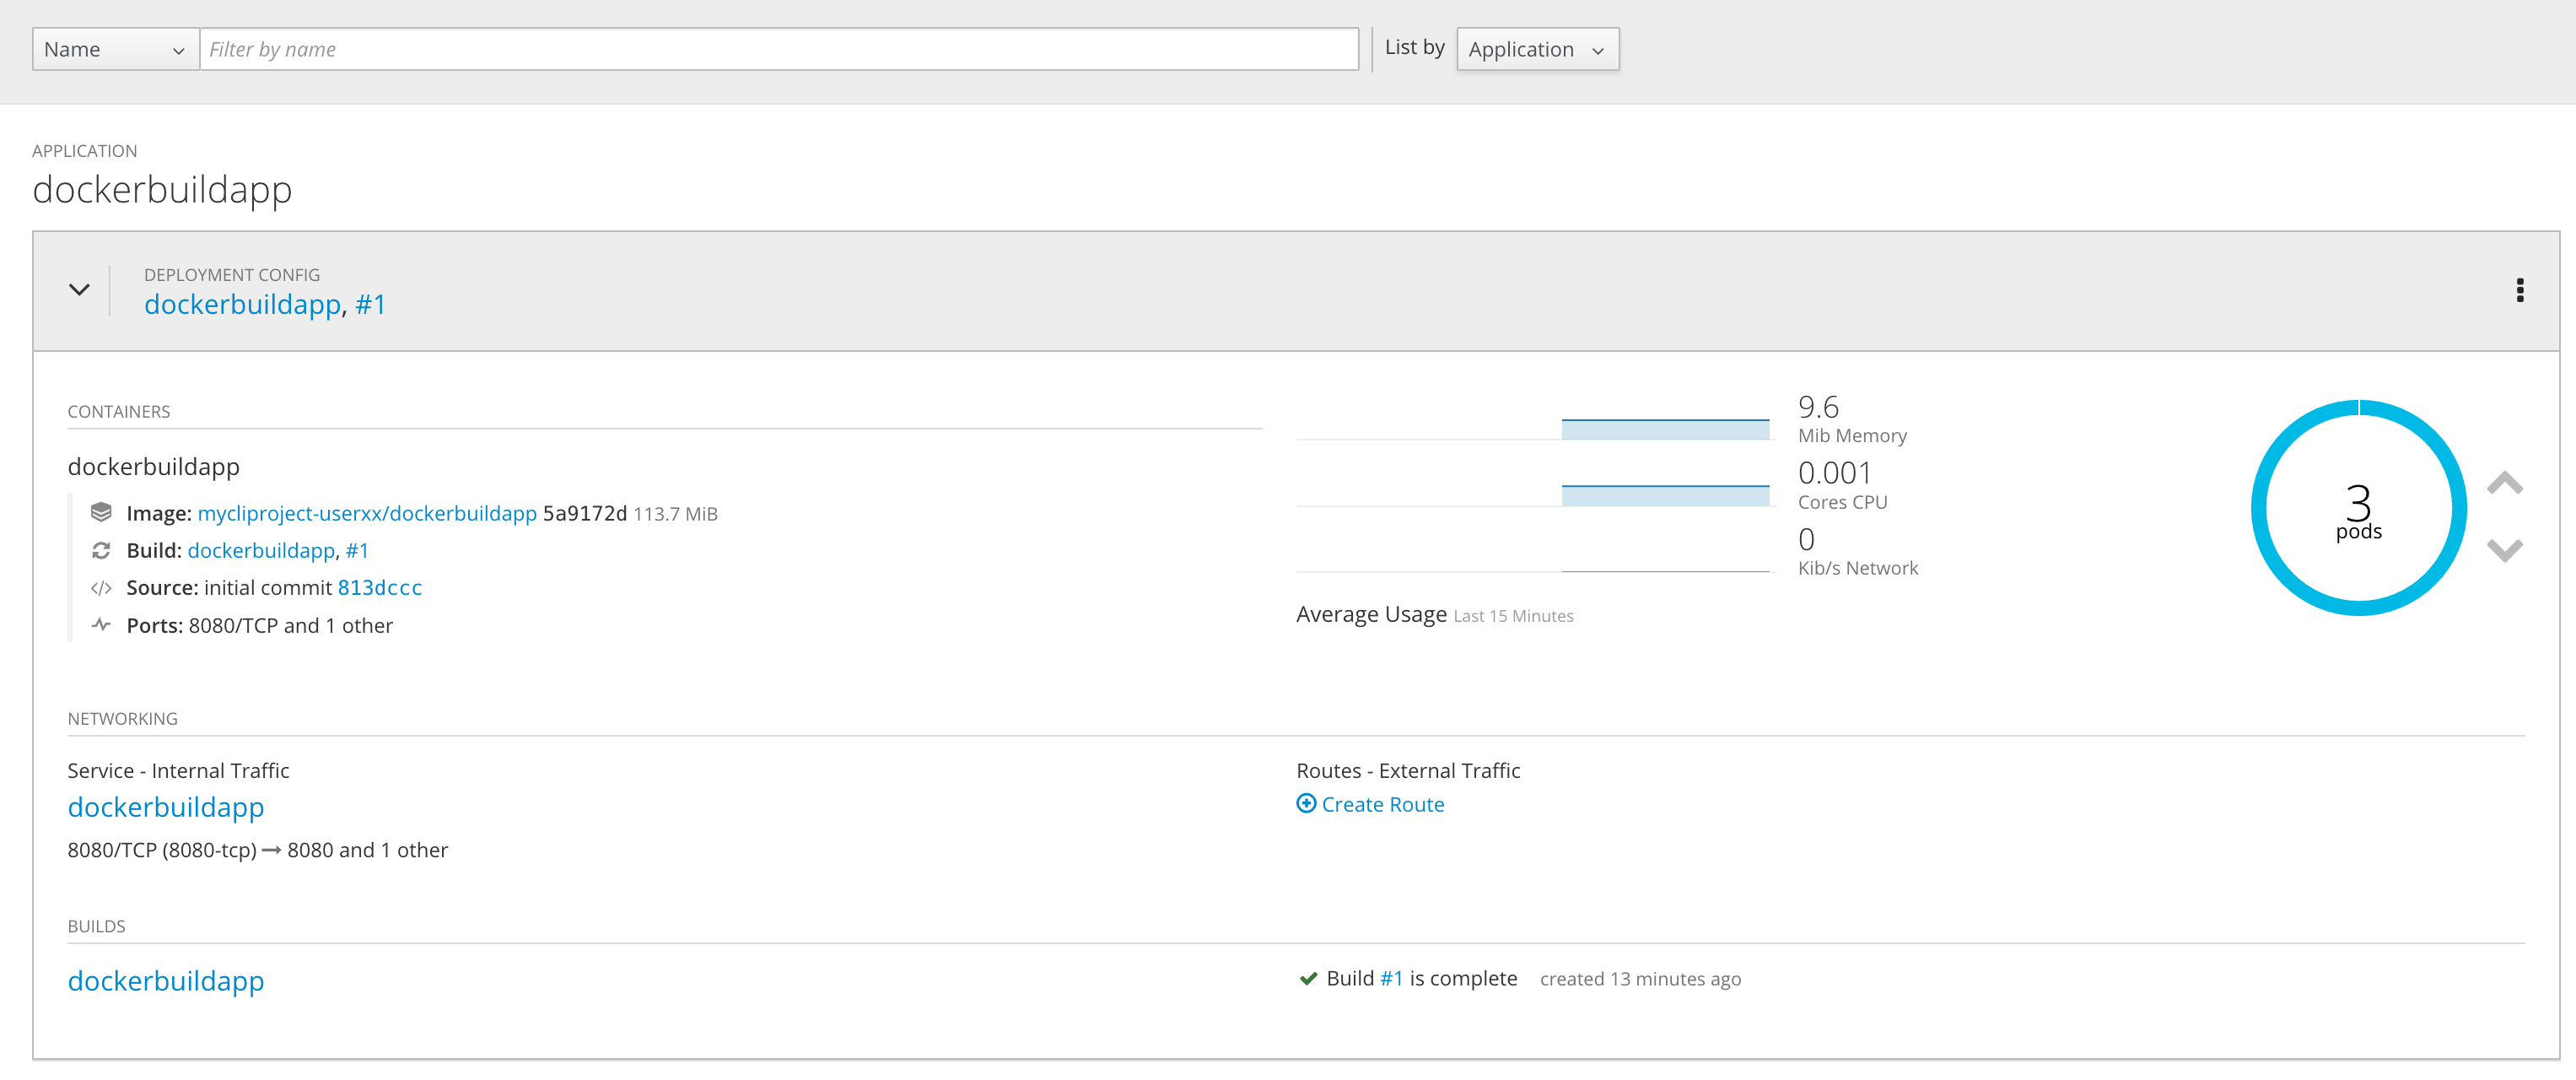 Name
Filter by name
List by
Application
APPLICATION
dockerbuildapp
DEPLOYMENT CONFIG
dockerbuildapp, #1
CONTAINERS
dockerbuildapp
Image: mycliproject-userxx/dockerbuildapp 5a9172d 113.7 MiB
Build: dockerbuildapp, #1
Source: initial commit 813dccc
Ports: 8080/TCP and 1 other
9.6
Mib Memory
0.001
Cores CPU
0
Kib/s Network
Average Usage Last 15 Minutes
3
pods
NETWORKING
Service - Internal Traffic
dockerbuildapp
8080/TCP (8080-tcp) → 8080 and 1 other
Routes - External Traffic
Create Route
BUILDS
dockerbuildapp
Build #1 is complete created 13 minutes ago